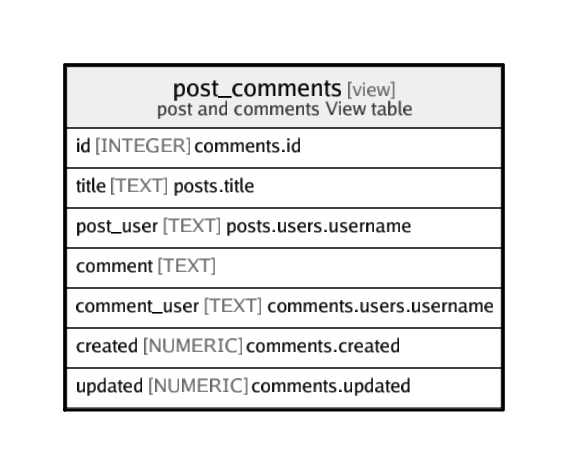 post_comments [view]
post and comments View table
id [INTEGER] comments.id
title [TEXT] posts.title
post_user [TEXT] posts.users.username
comment [TEXT]
comment_user [TEXT] comments.users.username
created [NUMERIC] comments.created
updated [NUMERIC] comments.updated